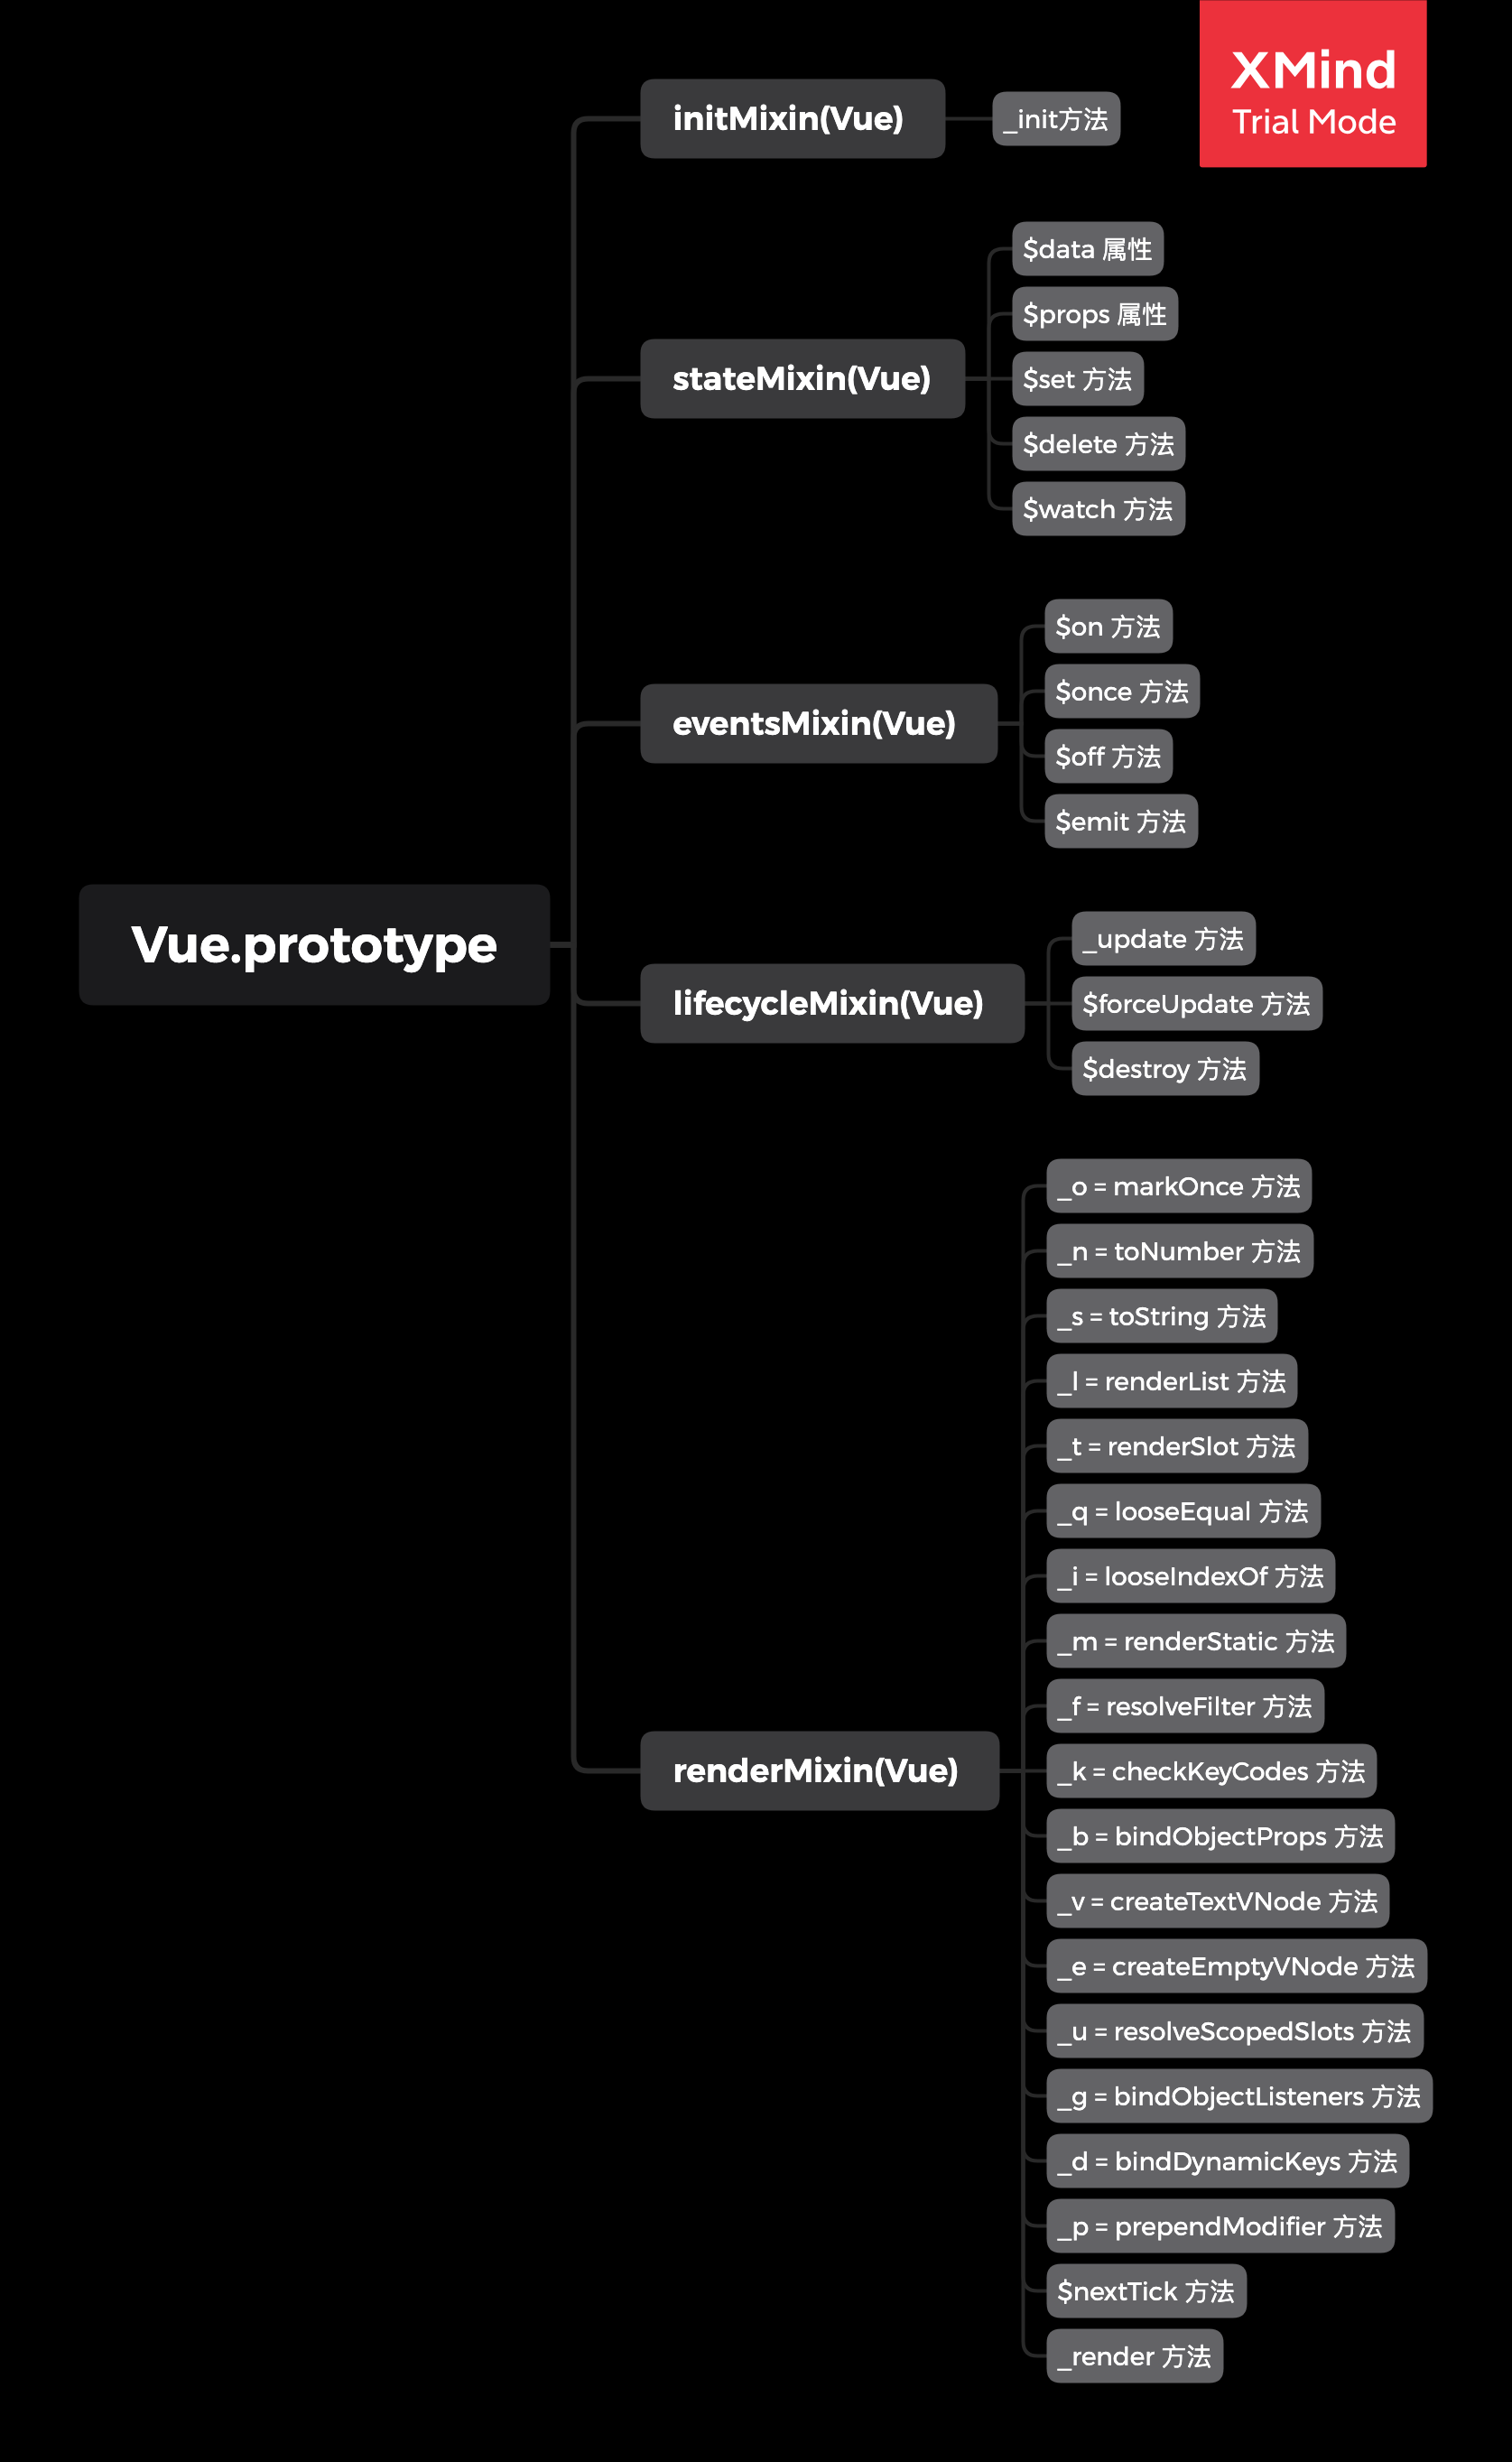 XMind
Trial Mode
Vue.prototype
initMixin(Vue)
_init方法
stateMixin(Vue)
$data 属性
$props 属性
$set 方法
$delete 方法
$watch 方法
eventsMixin(Vue)
$on 方法
$once 方法
$off 方法
$emit 方法
lifecycleMixin(Vue)
_update 方法
$forceUpdate 方法
$destroy 方法
renderMixin(Vue)
_o = markOnce 方法
_n = toNumber 方法
_s = toString 方法
_l = renderList 方法
_t = renderSlot 方法
_q = looseEqual 方法
_i = looseIndexOf 方法
_m = renderStatic 方法
_f = resolveFilter 方法
_k = checkKeyCodes 方法
_b = bindObjectProps 方法
_v = createTextVNode 方法
_e = createEmptyVNode 方法
_u = resolveScopedSlots 方法
_g = bindObjectListeners 方法
_d = bindDynamicKeys 方法
_p = prependModifier 方法
$nextTick 方法
_render 方法